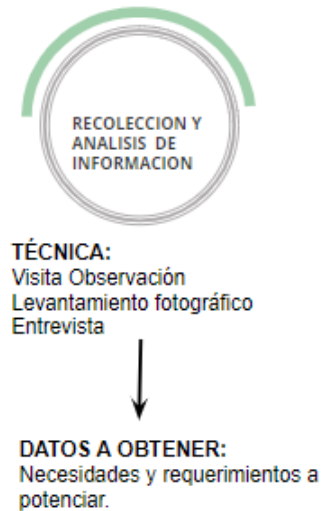 RECOLECCION Y
ANALISIS DE
INFORMACION
TÉCNICA:
Visita Observación
Levantamiento fotográfico
Entrevista
DATOS A OBTENER:
Necesidades y requerimientos a
potenciar.